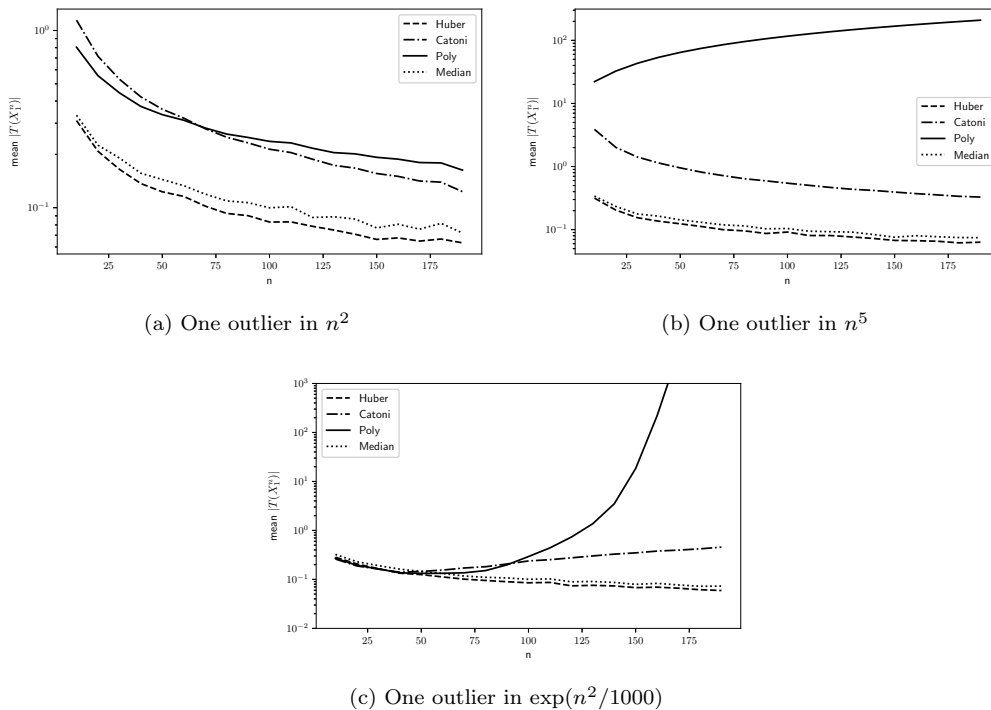 10⁰
10⁻¹
mean |T(X₁ⁿ)|
Huber
Catoni
Poly
Median
25 50 75 100 125 150 175
n
(a) One outlier in n²
10²
10¹
10⁰
10⁻¹
mean |T(X₁ⁿ)|
Huber
Catoni
Poly
Median
25 50 75 100 125 150 175
n
(b) One outlier in n⁵
10³
10²
10¹
10⁰
10⁻¹
10⁻²
mean |T(X₁ⁿ)|
Huber
Catoni
Poly
Median
25 50 75 100 125 150 175
n
(c) One outlier in exp(n²/1000)